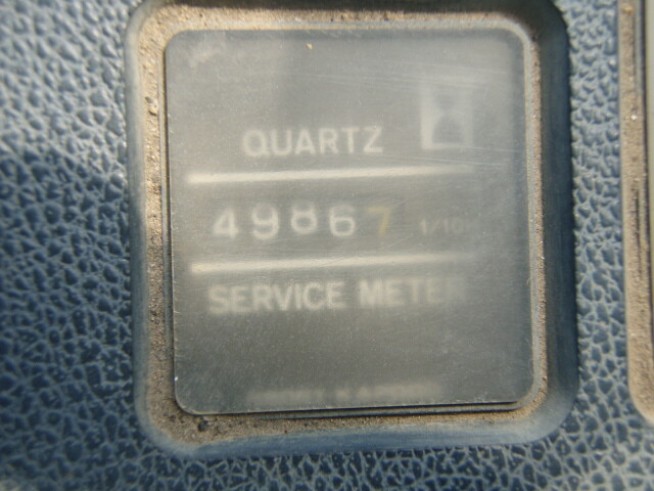 QUARTZ
49867 1/10
SERVICE METER